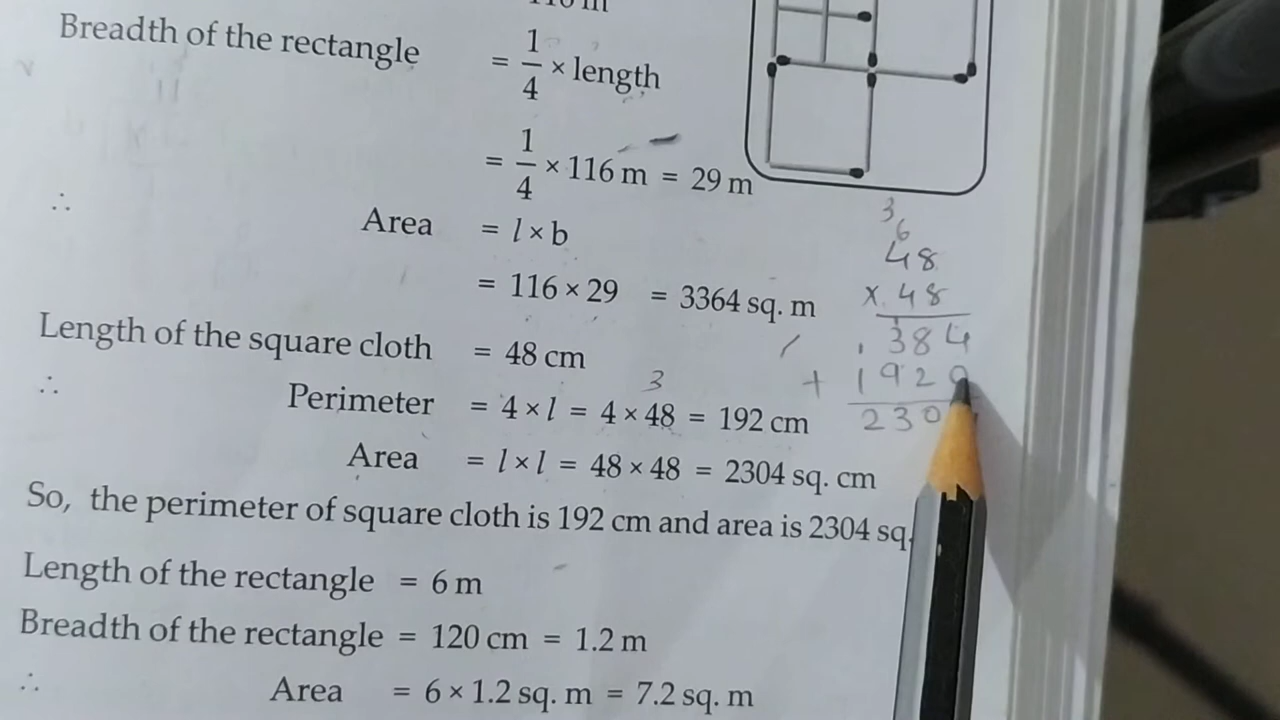 Breadth of the rectangle = 1/4 × length
= 1/4 × 116 m = 29 m
∴ Area = l × b
= 116 × 29 = 3364 sq. m
Length of the square cloth = 48 cm
∴ Perimeter = 4 × l = 4 × 48 = 192 cm
3
Area = l × l = 48 × 48 = 2304 sq. cm
So, the perimeter of square cloth is 192 cm and area is 2304 sq.
Length of the rectangle = 6 m
Breadth of the rectangle = 120 cm = 1.2 m
∴ Area = 6 × 1.2 sq. m = 7.2 sq. m
3
6
48
× 48
384
+ 1920
230